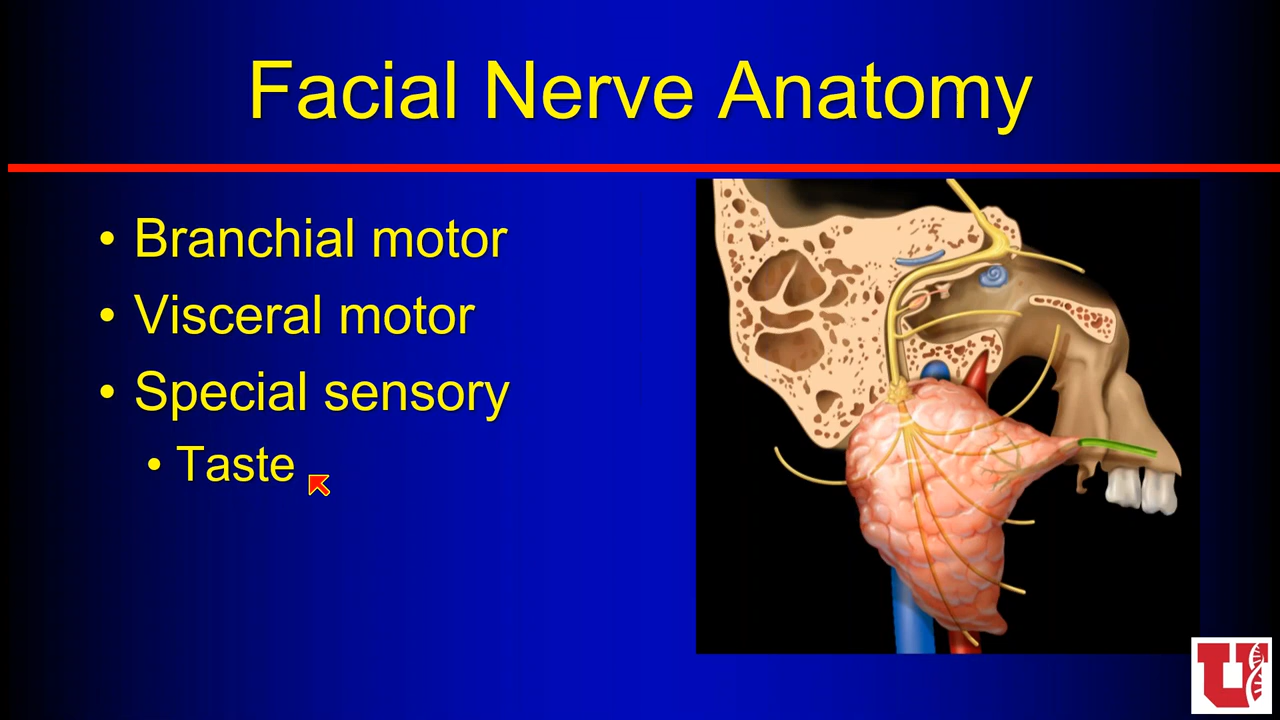 Facial Nerve Anatomy
• Branchial motor
• Visceral motor
• Special sensory
• Taste
U